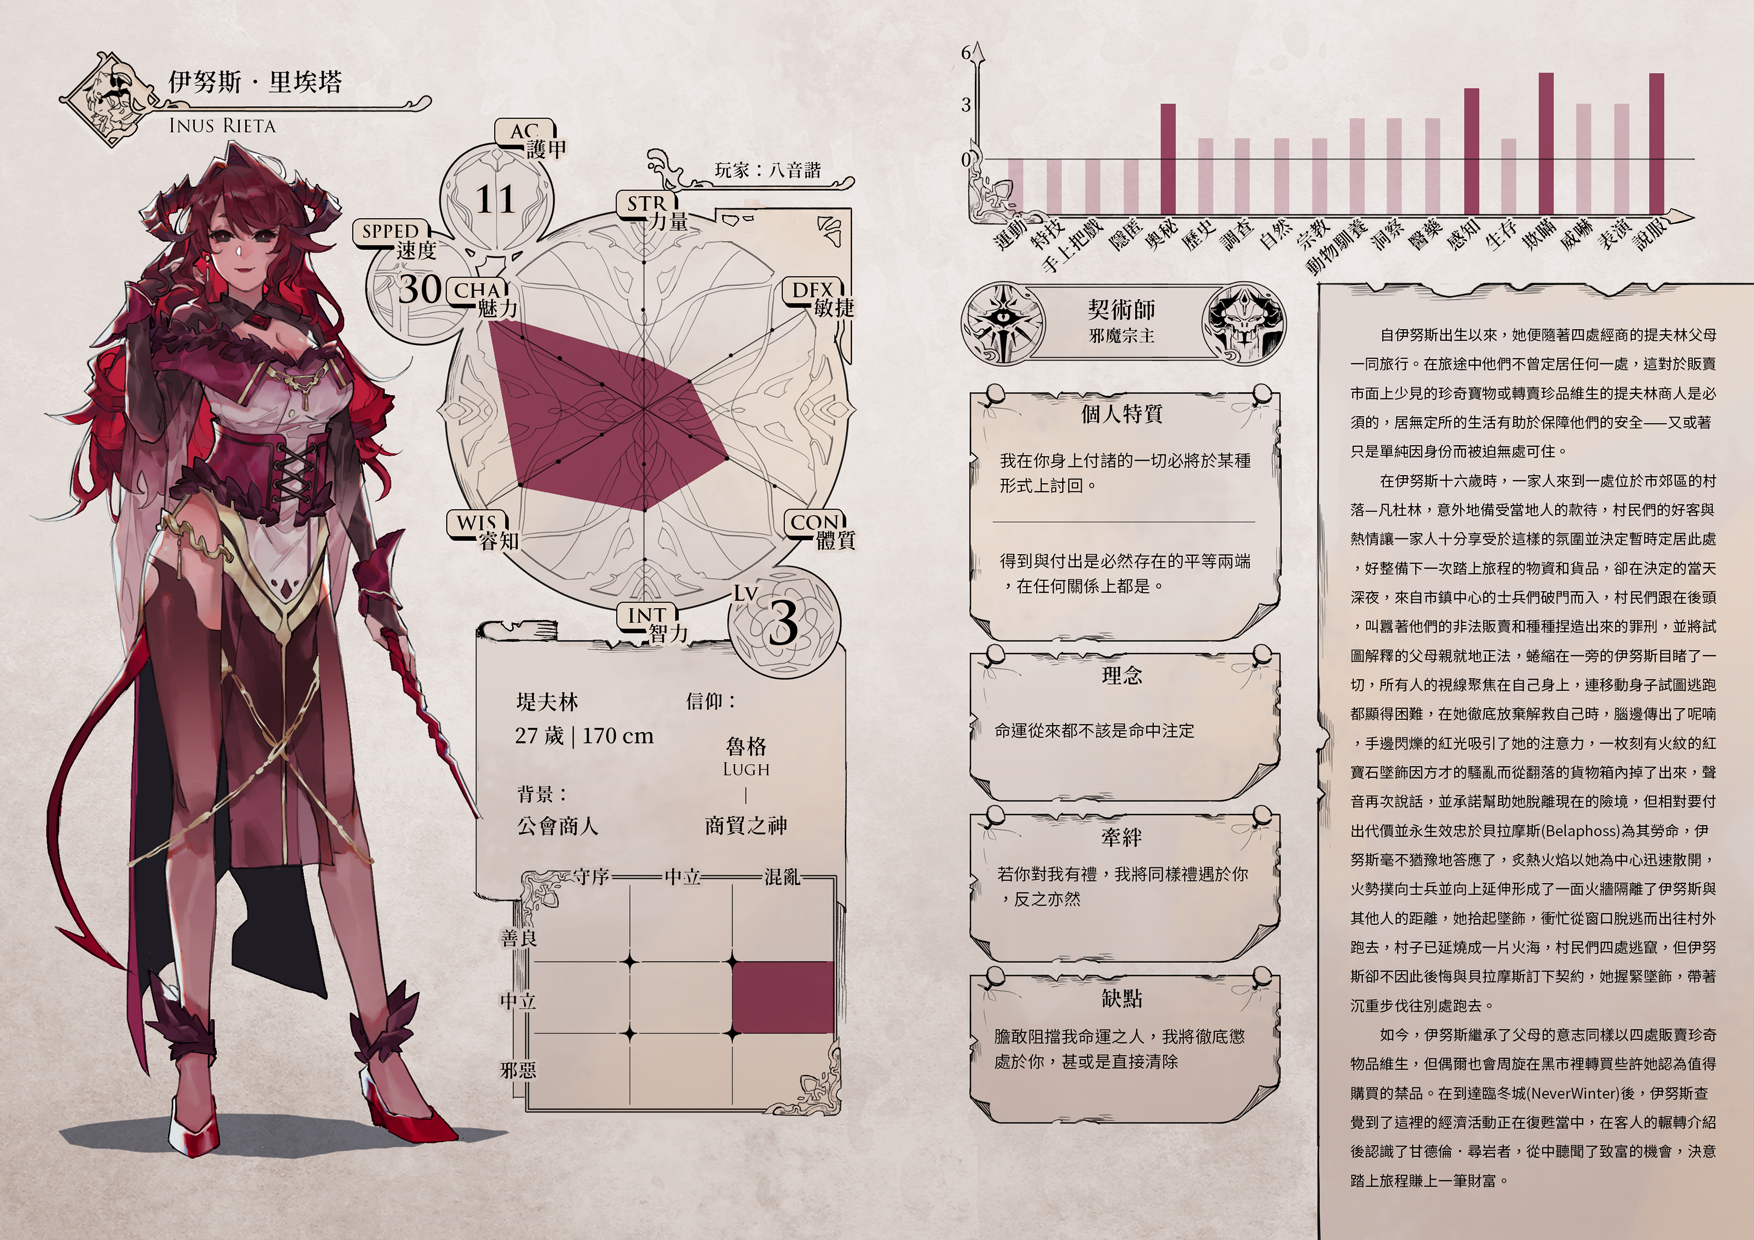 伊努斯・里埃塔
INUS RIETA
AC
護甲
11
SPPED
速度
30
玩家：八音諧
STR
力量
CHA
魅力
DFX
敏捷
WIS
睿知
CON
體質
INT
智力
LV
3
堤夫林
27 歲 | 170 cm
背景：
公會商人
信仰：
魯格
LUGH
|
商貿之神
守序
中立
混亂
善良
中立
邪惡
6
3
0
運動
特技
手上把戲
隱匿
奧秘
歷史
調查
自然
宗教
動物馴養
洞察
醫藥
感知
生存
欺瞞
威嚇
表演
說服
契術師
邪魔宗主
個人特質
我在你身上付諸的一切必將於某種
形式上討回。
得到與付出是必然存在的平等兩端
，在任何關係上都是。
理念
命運從來都不該是命中注定
牽絆
若你對我有禮，我將同樣禮遇於你
，反之亦然
缺點
膽敢阻擋我命運之人，我將徹底懲
處於你，甚或是直接清除
自伊努斯出生以來，她便隨著四處經商的提夫林父母
一同旅行。在旅途中他們不曾定居任何一處，這對於販賣
市面上少見的珍奇寶物或轉賣珍品維生的提夫林商人是必
須的，居無定所的生活有助於保障他們的安全——又或著
只是單純因身份而被迫無處可住。
在伊努斯十六歲時，一家人來到一處位於市郊區的村
落—凡杜林，意外地備受當地人的款待，村民們的好客與
熱情讓一家人十分享受於這樣的氛圍並決定暫時定居此處
，好整備下一次踏上旅程的物資和貨品，卻在決定的當天
深夜，來自市鎮中心的士兵們破門而入，村民們跟在後頭
，叫囂著他們的非法販賣和種種捏造出來的罪刑，並將試
圖解釋的父母親就地正法，蜷縮在一旁的伊努斯目睹了一
切，所有人的視線聚焦在自己身上，連移動身子試圖逃跑
都顯得困難，在她徹底放棄解救自己時，腦邊傳出了呢喃
，手邊閃爍的紅光吸引了她的注意力，一枚刻有火紋的紅
寶石墜飾因方才的騷亂而從翻落的貨物箱內掉了出來，聲
音再次說話，並承諾幫助她脫離現在的險境，但相對要付
出代價並永生效忠於貝拉摩斯(Belaphoss)為其勞命，伊
努斯毫不猶豫地答應了，炙熱火焰以她為中心迅速散開，
火勢撲向士兵並向上延伸形成了一面火牆隔離了伊努斯與
其他人的距離，她拾起墜飾，衝忙從窗口脫逃而出往村外
跑去，村子已延燒成一片火海，村民們四處逃竄，但伊努
斯卻不因此後悔與貝拉摩斯訂下契約，她握緊墜飾，帶著
沉重步伐往別處跑去。
如今，伊努斯繼承了父母的意志同樣以四處販賣珍奇
物品維生，但偶爾也會周旋在黑市裡轉買些許她認為值得
購買的禁品。在到達臨冬城(NeverWinter)後，伊努斯查
覺到了這裡的經濟活動正在復甦當中，在客人的輾轉介紹
後認識了甘德倫・尋岩者，從中聽聞了致富的機會，決意
踏上旅程賺上一筆財富。